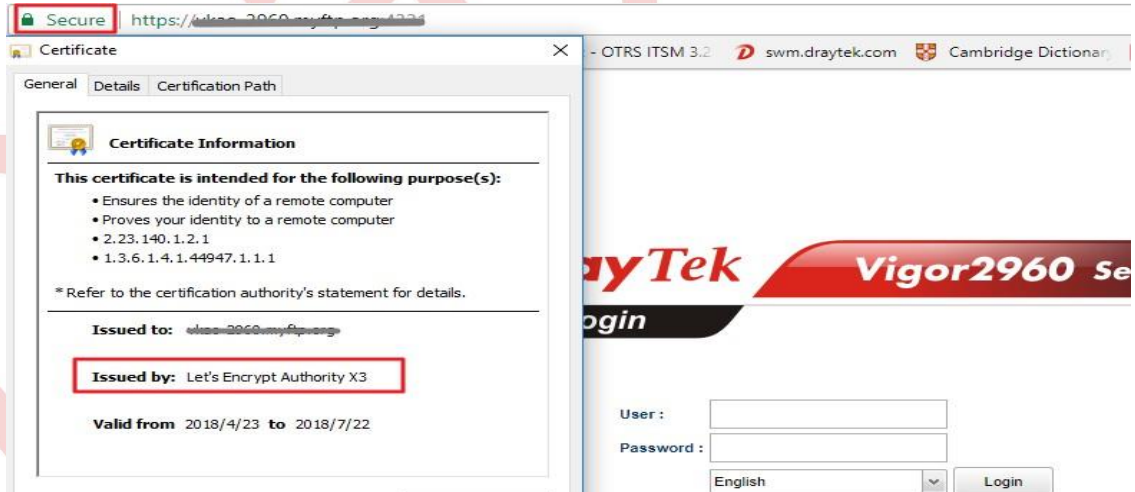 Secure https://
Certificate
- OTRS ITSM 3.2 swm.draytek.com Cambridge Dictionary
General Details Certification Path
Certificate Information
This certificate is intended for the following purpose(s):
• Ensures the identity of a remote computer
• Proves your identity to a remote computer
• 2.23.140.1.2.1
• 1.3.6.1.4.1.44947.1.1.1
* Refer to the certification authority's statement for details.
Issued to:
Issued by: Let's Encrypt Authority X3
Valid from 2018/4/23 to 2018/7/22
ayTek Vigor2960 Se
ogin
User :
Password :
English Login